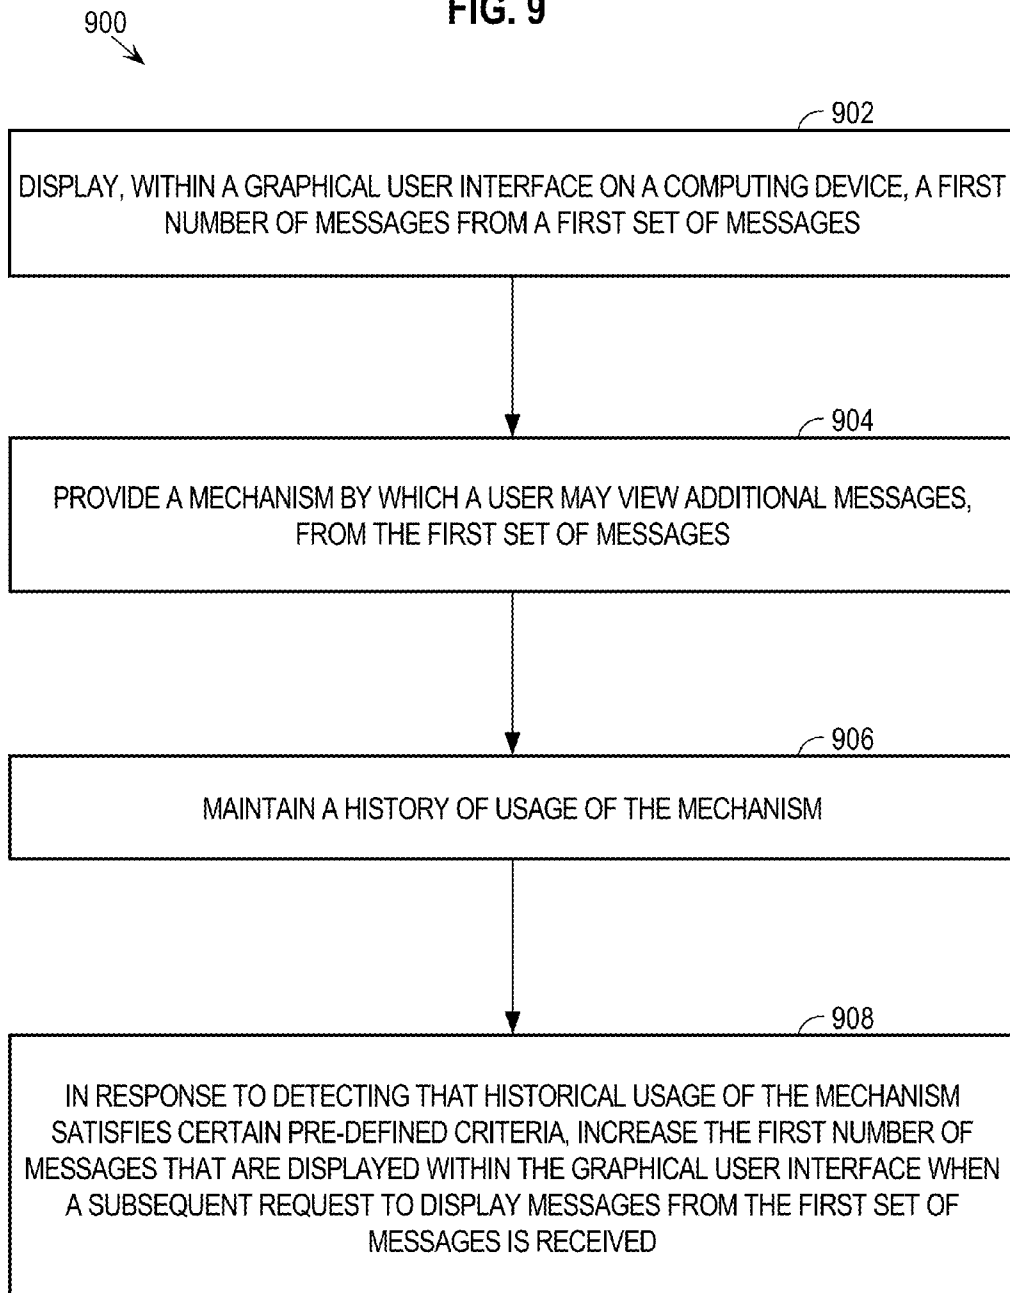 FIG. 9
900
902
DISPLAY, WITHIN A GRAPHICAL USER INTERFACE ON A COMPUTING DEVICE, A FIRST
NUMBER OF MESSAGES FROM A FIRST SET OF MESSAGES
904
PROVIDE A MECHANISM BY WHICH A USER MAY VIEW ADDITIONAL MESSAGES,
FROM THE FIRST SET OF MESSAGES
906
MAINTAIN A HISTORY OF USAGE OF THE MECHANISM
908
IN RESPONSE TO DETECTING THAT HISTORICAL USAGE OF THE MECHANISM
SATISFIES CERTAIN PRE-DEFINED CRITERIA, INCREASE THE FIRST NUMBER OF
MESSAGES THAT ARE DISPLAYED WITHIN THE GRAPHICAL USER INTERFACE WHEN
A SUBSEQUENT REQUEST TO DISPLAY MESSAGES FROM THE FIRST SET OF
MESSAGES IS RECEIVED